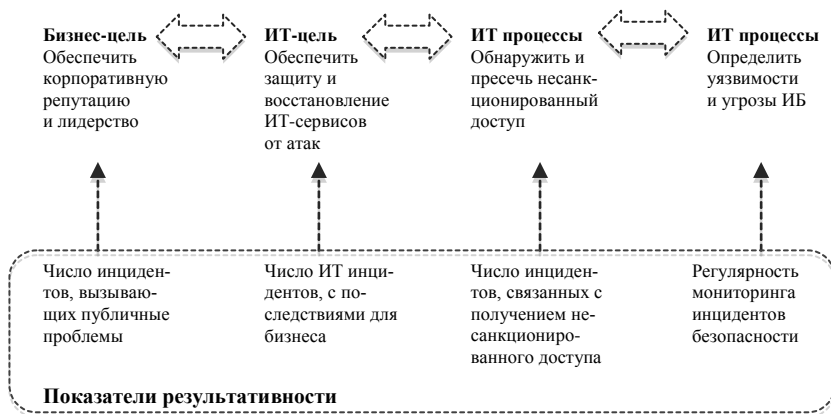 Бизнес-цель
Обеспечить
корпоративную
репутацию
и лидерство
ИТ-цель
Обеспечить
защиту и
восстановление
ИТ-сервисов
от атак
ИТ процессы
Обнаружить и
пресечь несанк-
ционированный
доступ
ИТ процессы
Определить
уязвимости
и угрозы ИБ
Число инциден-
тов, вызываю-
щих публичные
проблемы
Число ИТ инци-
дентов, с по-
следствиями для
бизнеса
Число инциден-
тов, связанных с
получением не-
санкциониро-
ванного доступа
Регулярность
мониторинга
инцидентов
безопасности
Показатели результативности